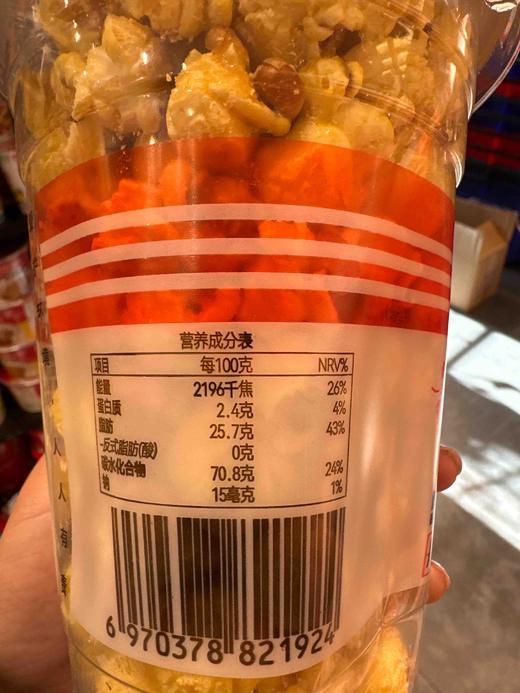 营养成分表
项目 每100克 NRV%
能量 2196千焦 26%
蛋白质 2.4克 4%
脂肪 25.7克 43%
-反式脂肪(酸) 0克
碳水化合物 70.8克 24%
钠 15毫克 1%
6 970378 821924